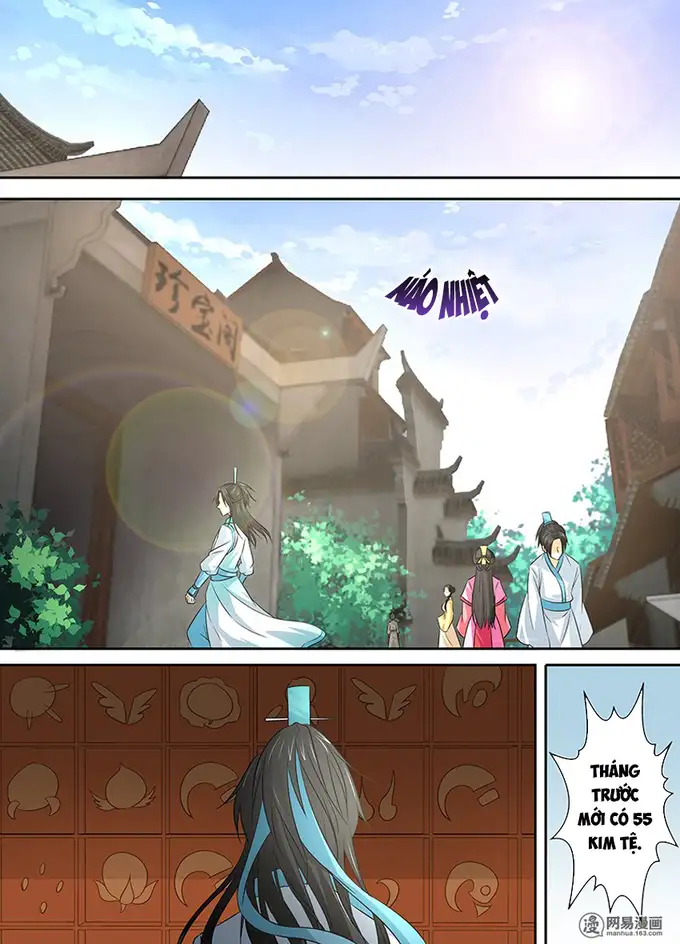 珍宝阁
NÁO NHIỆT
THÁNG
TRƯỚC
MỚI CÓ 55
KIM TỆ.
网易漫画
manhua.163.com